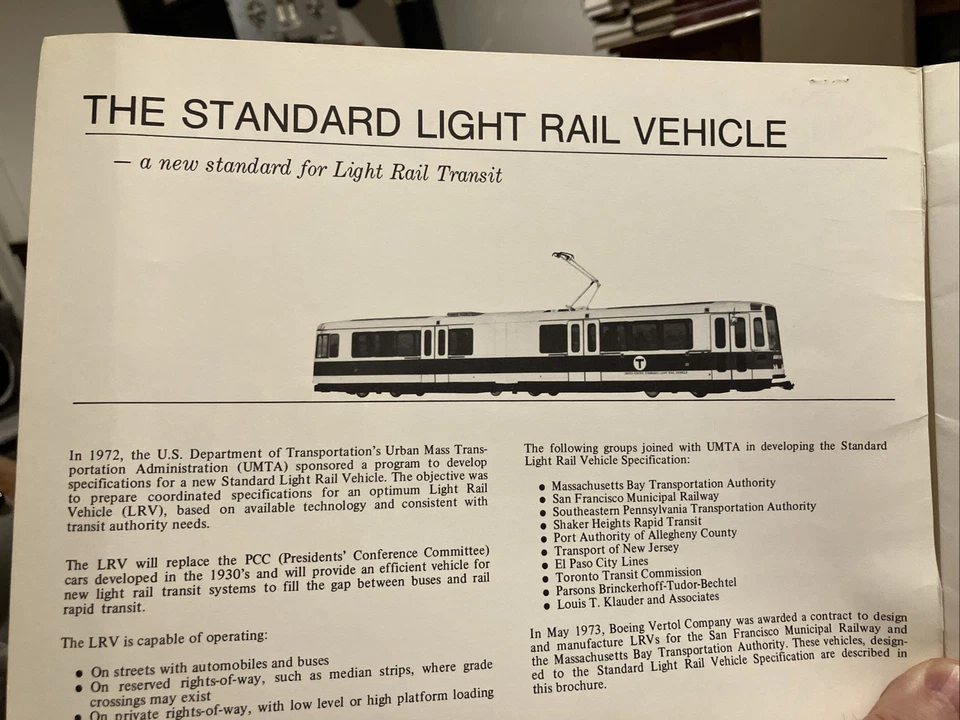 THE STANDARD LIGHT RAIL VEHICLE
— a new standard for Light Rail Transit
T
In 1972, the U.S. Department of Transportation's Urban Mass Trans-
portation Administration (UMTA) sponsored a program to develop
specifications for a new Standard Light Rail Vehicle. The objective was
to prepare coordinated specifications for an optimum Light Rail
Vehicle (LRV), based on available technology and consistent with
transit authority needs.
The LRV will replace the PCC (Presidents' Conference Committee)
cars developed in the 1930's and will provide an efficient vehicle for
new light rail transit systems to fill the gap between buses and rail
rapid transit.
The LRV is capable of operating:
● On streets with automobiles and buses
● On reserved rights-of-way, such as median strips, where grade
crossings may exist
● On private rights-of-way, with low level or high platform loading
The following groups joined with UMTA in developing the Standard
Light Rail Vehicle Specification:
● Massachusetts Bay Transportation Authority
● San Francisco Municipal Railway
● Southeastern Pennsylvania Transportation Authority
● Shaker Heights Rapid Transit
● Port Authority of Allegheny County
● Transport of New Jersey
● El Paso City Lines
● Toronto Transit Commission
● Parsons Brinckerhoff-Tudor-Bechtel
● Louis T. Klauder and Associates
In May 1973, Boeing Vertol Company was awarded a contract to design
and manufacture LRVs for the San Francisco Municipal Railway and
the Massachusetts Bay Transportation Authority. These vehicles, design-
ed to the Standard Light Rail Vehicle Specification are described in
this brochure.